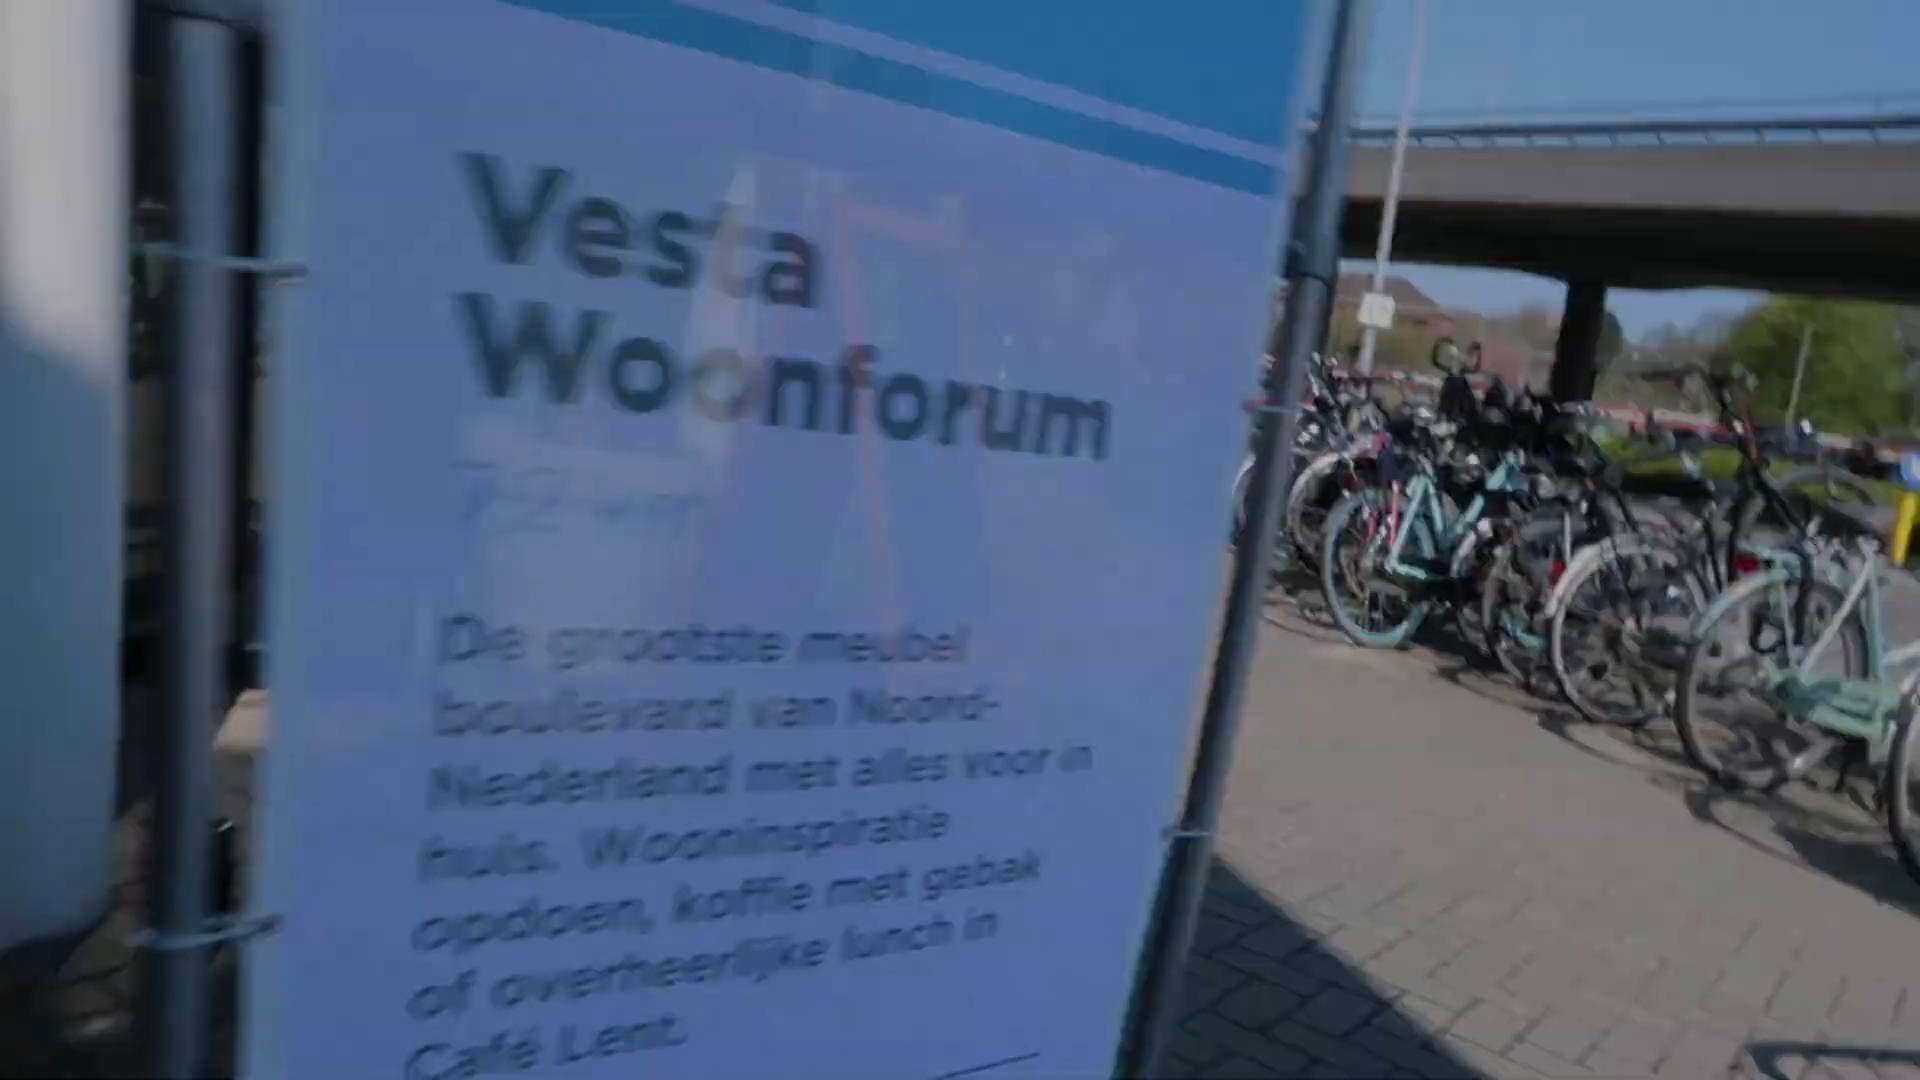 Vesta
Woonforum
De grootste meubel
boulevard van Noord-
Nederland met alles voor in
huis. Wooninspiratie
opdoen, koffie met gebak
of overheerlijke lunch in
Café Lent.